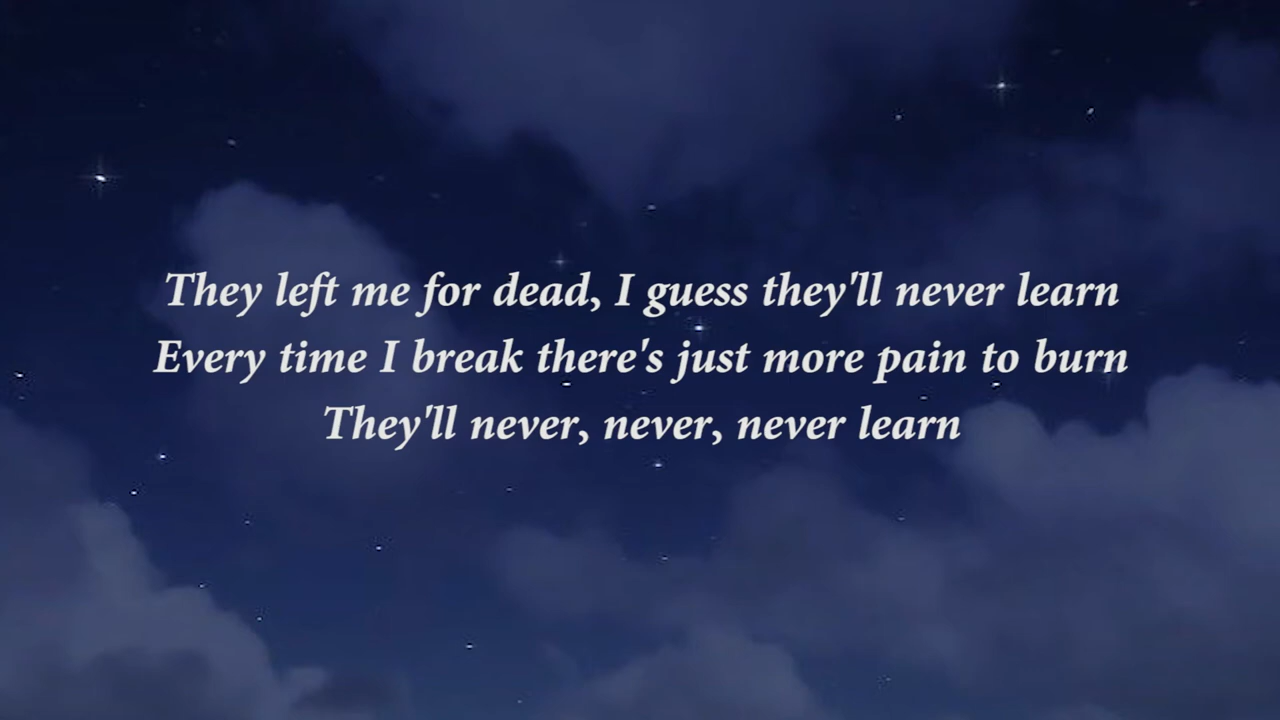 They left me for dead, I guess they'll never learn
Every time I break there's just more pain to burn
They'll never, never, never learn